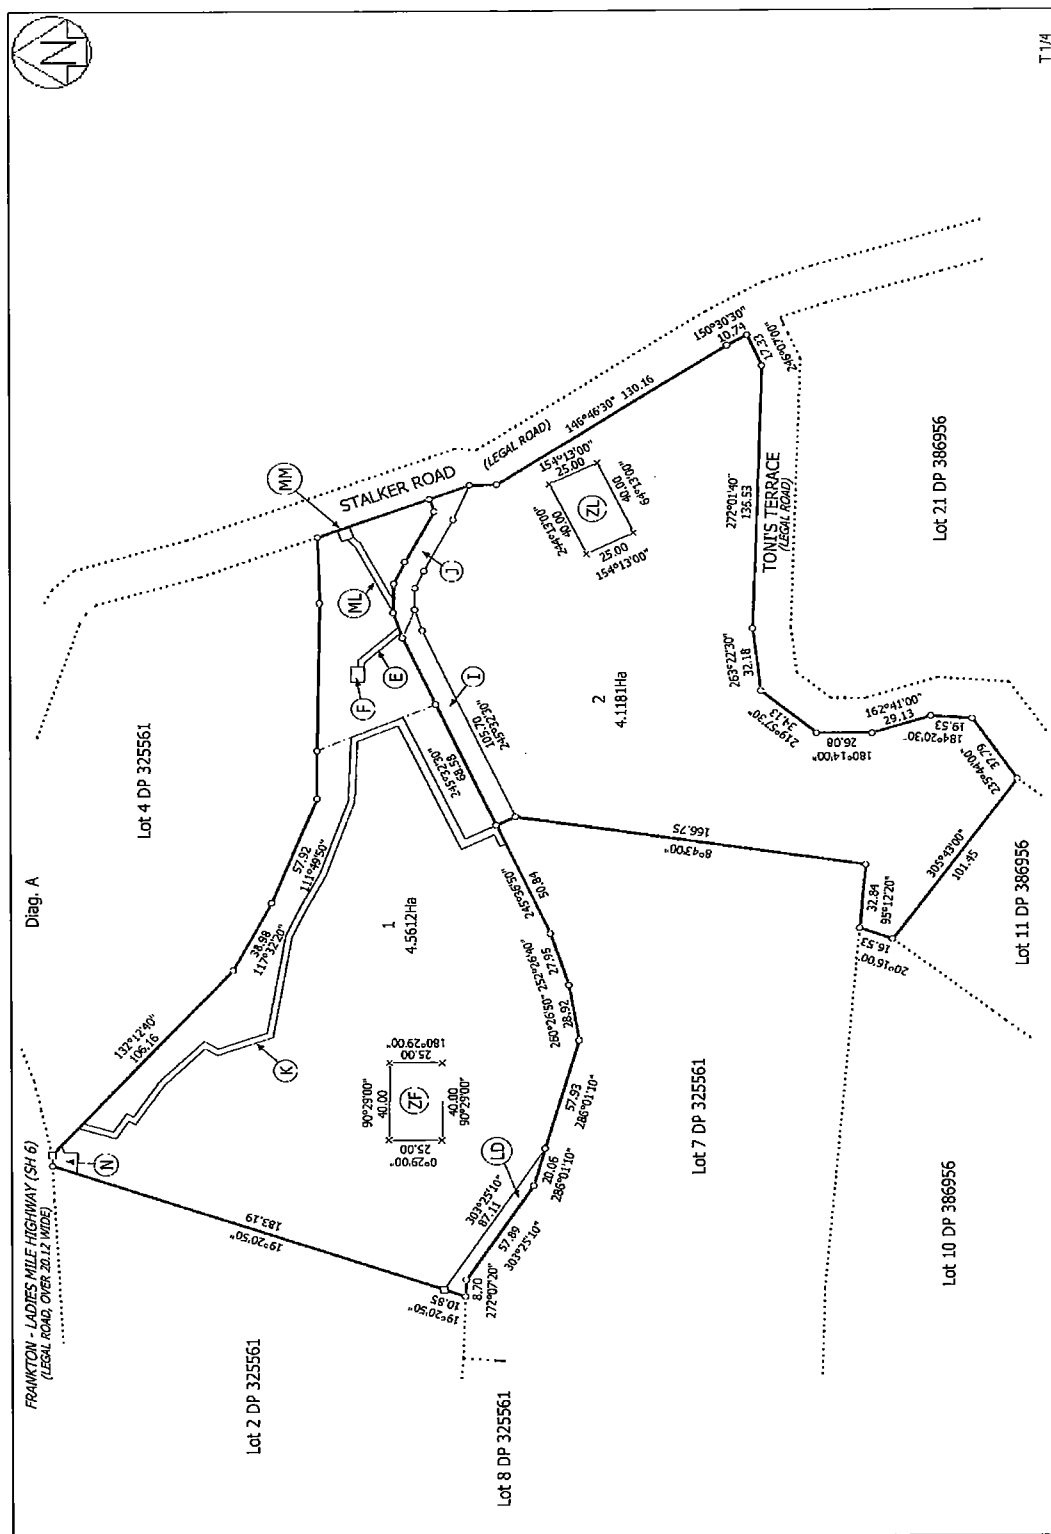 N
Diag. A
T 1/4
FRANKTON - LADIES MILE HIGHWAY (SH 6)
(LEGAL ROAD, OVER 20.12 WIDE)
Lot 2 DP 325561
Lot 8 DP 325561
Lot 4 DP 325561
Lot 7 DP 325561
Lot 10 DP 386956
Lot 11 DP 386956
Lot 21 DP 386956
STALKER ROAD
(LEGAL ROAD)
TONI'S TERRACE
(LEGAL ROAD)
1
4.5612Ha
2
4.1181Ha
N
K
LD
ZF
F
E
ML
MM
I
J
ZL
132°12'40"
106.16
117°32'20"
38.98
111°49'50"
57.92
183.19
19°20'50"
10.85
19°20'50"
8.70
272°07'20"
303°25'10"
87.11
57.89
303°25'10"
20.06
286°01'10"
57.93
286°01'10"
260°26'50"
28.92
252°26'40"
27.95
245°36'50"
50.84
245°32'30"
68.58
105.70
245°32'30"
90°29'00"
40.00
180°29'00"
25.00
40.00
90°29'00"
25.00
0°29'00"
244°13'00"
40.00
154°13'00"
25.00
40.00
64°13'00"
25.00
154°13'00"
146°46'30"
130.16
150°30'30"
10.74
17.33
246°07'00"
272°01'40"
136.53
263°22'30"
32.18
34.13
219°57'30"
26.08
180°14'00"
162°41'00"
29.13
19.53
184°20'30"
37.79
235°44'00"
305°43'00"
101.45
16.53
20°16'00"
32.84
95°12'20"
166.75
8°43'00"